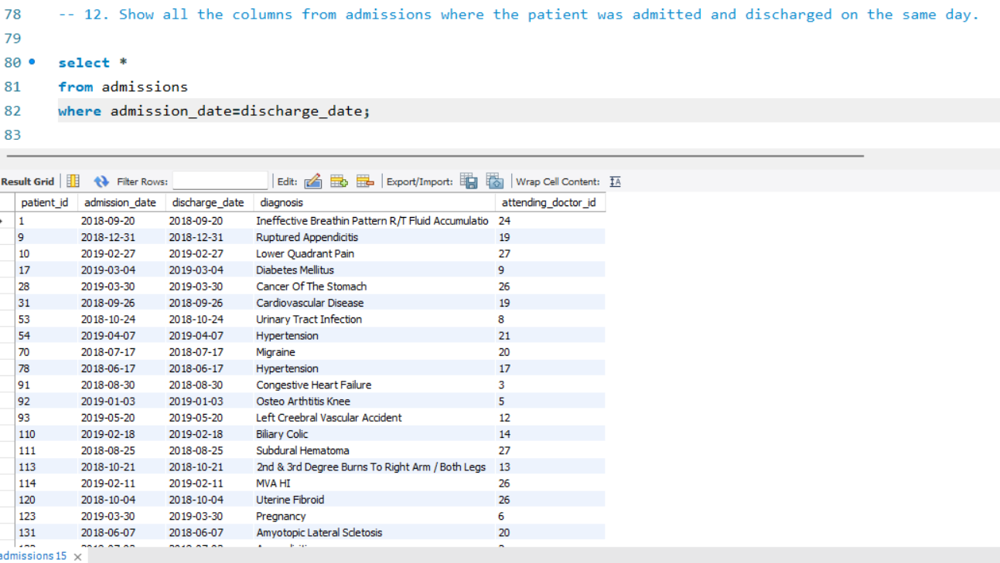 78 -- 12. Show all the columns from admissions where the patient was admitted and discharged on the same day.
79
80 select *
81 from admissions
82 where admission_date=discharge_date;
83
Result Grid Filter Rows: Edit: Export/Import: Wrap Cell Content: IA
patient_id admission_date discharge_date diagnosis attending_doctor_id
1 2018-09-20 2018-09-20 Ineffective Breathin Pattern R/T Fluid Accumulatio 24
9 2018-12-31 2018-12-31 Ruptured Appendicitis 19
10 2019-02-27 2019-02-27 Lower Quadrant Pain 27
17 2019-03-04 2019-03-04 Diabetes Mellitus 9
28 2019-03-30 2019-03-30 Cancer Of The Stomach 26
31 2018-09-26 2018-09-26 Cardiovascular Disease 19
53 2018-10-24 2018-10-24 Urinary Tract Infection 8
54 2019-04-07 2019-04-07 Hypertension 21
70 2018-07-17 2018-07-17 Migraine 20
78 2018-06-17 2018-06-17 Hypertension 17
91 2018-08-30 2018-08-30 Congestive Heart Failure 3
92 2019-01-03 2019-01-03 Osteo Arthtitis Knee 5
93 2019-05-20 2019-05-20 Left Creebral Vascular Accident 12
110 2019-02-18 2019-02-18 Biliary Colic 14
111 2018-08-25 2018-08-25 Subdural Hematoma 27
113 2018-10-21 2018-10-21 2nd & 3rd Degree Burns To Right Arm / Both Legs 13
114 2019-02-11 2019-02-11 MVA HI 26
120 2018-10-04 2018-10-04 Uterine Fibroid 26
123 2019-03-30 2019-03-30 Pregnancy 6
131 2018-06-07 2018-06-07 Amyotopic Lateral Scletosis 20
admissions 15